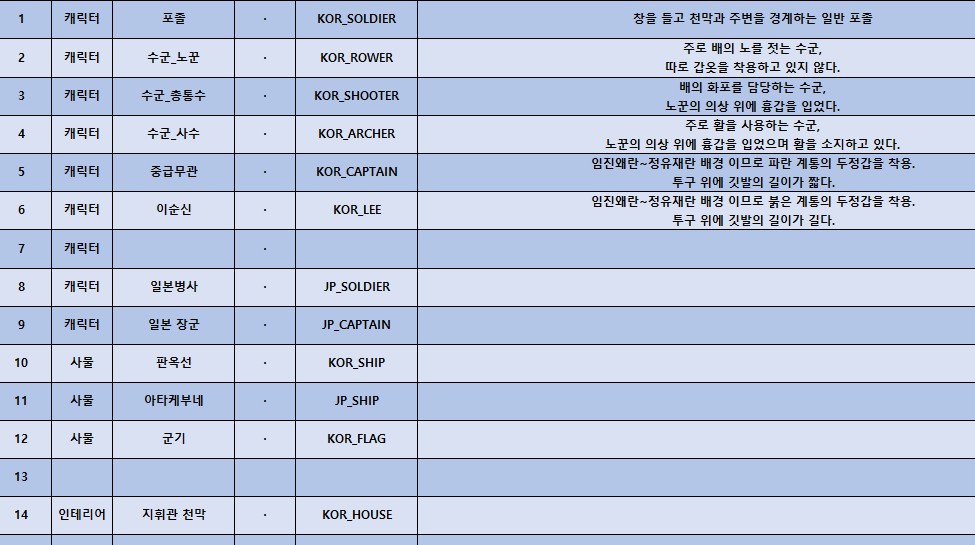 1 캐릭터 포졸 · KOR_SOLDIER 창을 들고 천막과 주변을 경계하는 일반 포졸
2 캐릭터 수군_노꾼 · KOR_ROWER 주로 배의 노를 젓는 수군,
따로 갑옷을 착용하고 있지 않다.
3 캐릭터 수군_총통수 · KOR_SHOOTER 배의 화포를 담당하는 수군,
노꾼의 의상 위에 흉갑을 입었다.
4 캐릭터 수군_사수 · KOR_ARCHER 주로 활을 사용하는 수군,
노꾼의 의상 위에 흉갑을 입었으며 활을 소지하고 있다.
5 캐릭터 중급무관 · KOR_CAPTAIN 임진왜란~정유재란 배경 이므로 파란 계통의 두정갑을 착용.
투구 위에 깃발의 길이가 짧다.
6 캐릭터 이순신 · KOR_LEE 임진왜란~정유재란 배경 이므로 붉은 계통의 두정갑을 착용.
투구 위에 깃발의 길이가 길다.
7 캐릭터 ·
8 캐릭터 일본병사 · JP_SOLDIER
9 캐릭터 일본 장군 · JP_CAPTAIN
10 사물 판옥선 · KOR_SHIP
11 사물 아타케부네 · JP_SHIP
12 사물 군기 · KOR_FLAG
13
14 인테리어 지휘관 천막 · KOR_HOUSE